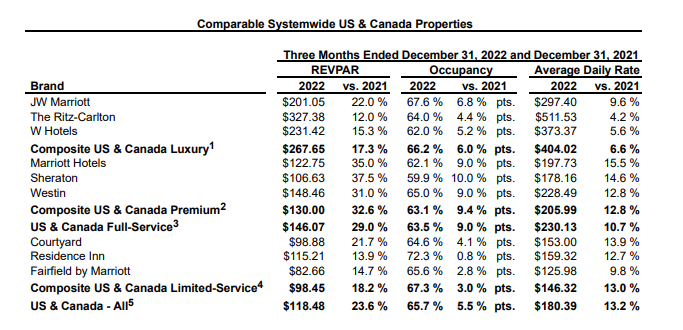 Comparable Systemwide US & Canada Properties
Three Months Ended December 31, 2022 and December 31, 2021
REVPAR Occupancy Average Daily Rate
Brand 2022 vs. 2021 2022 vs. 2021 2022 vs. 2021
JW Marriott $201.05 22.0 % 67.6 % 6.8 % pts. $297.40 9.6 %
The Ritz-Carlton $327.38 12.0 % 64.0 % 4.4 % pts. $511.53 4.2 %
W Hotels $231.42 15.3 % 62.0 % 5.2 % pts. $373.37 5.6 %
Composite US & Canada Luxury¹ $267.65 17.3 % 66.2 % 6.0 % pts. $404.02 6.6 %
Marriott Hotels $122.75 35.0 % 62.1 % 9.0 % pts. $197.73 15.5 %
Sheraton $106.63 37.5 % 59.9 % 10.0 % pts. $178.16 14.6 %
Westin $148.46 31.0 % 65.0 % 9.0 % pts. $228.49 12.8 %
Composite US & Canada Premium² $130.00 32.6 % 63.1 % 9.4 % pts. $205.99 12.8 %
US & Canada Full-Service³ $146.07 29.0 % 63.5 % 9.0 % pts. $230.13 10.7 %
Courtyard $98.88 21.7 % 64.6 % 4.1 % pts. $153.00 13.9 %
Residence Inn $115.21 13.9 % 72.3 % 0.8 % pts. $159.32 12.7 %
Fairfield by Marriott $82.66 14.7 % 65.6 % 2.8 % pts. $125.98 9.8 %
Composite US & Canada Limited-Service⁴ $98.45 18.2 % 67.3 % 3.0 % pts. $146.32 13.0 %
US & Canada - All⁵ $118.48 23.6 % 65.7 % 5.5 % pts. $180.39 13.2 %